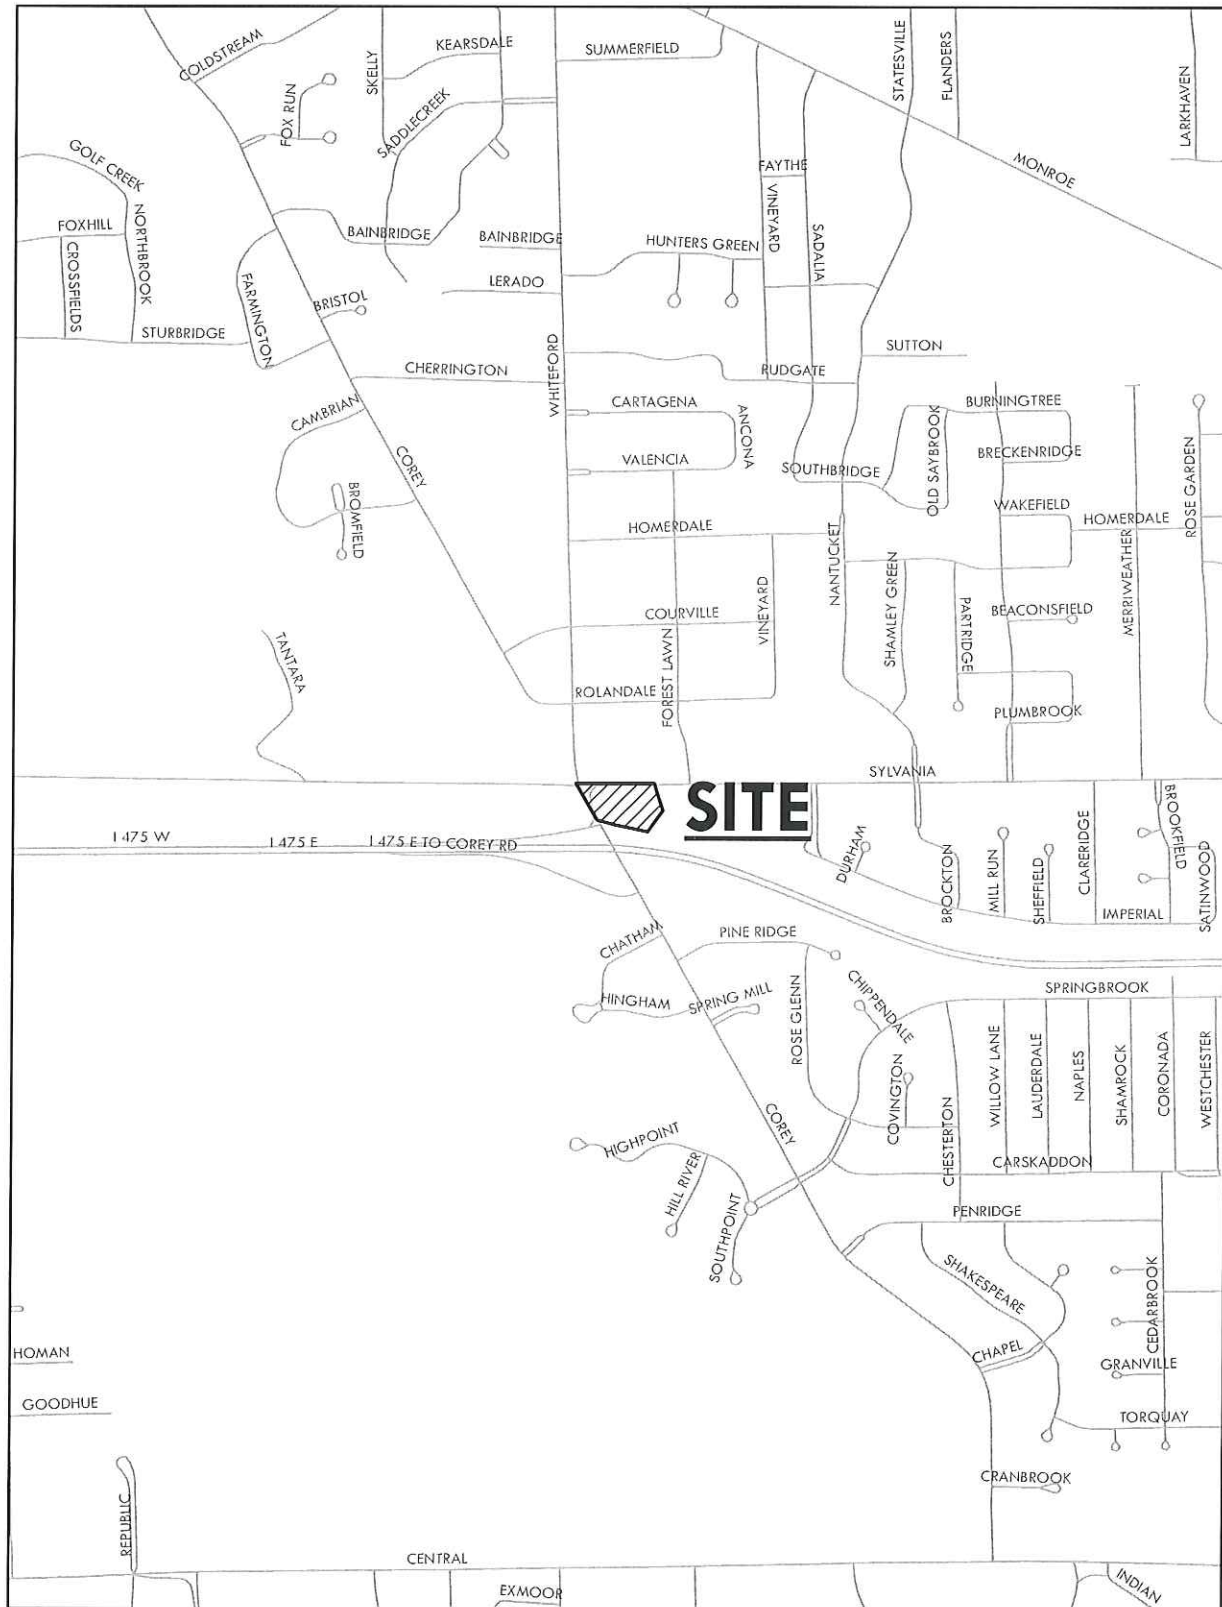 COLDSTREAM
SKELLY
KEARSDALE
SUMMERFIELD
STATESVILLE
FLANDERS
LARKHAVEN
FOX RUN
SADDLECREEK
MONROE
GOLF CREEK
FAYTHE
NORTHBROOK
VINEYARD
SADALIA
FOXHILL
CROSSFIELDS
BAINBRIDGE
BAINBRIDGE
HUNTERS GREEN
FARMINGTON
BRISTOL
LERADO
STURBRIDGE
WHITEFORD
SUTTON
CHERRINGTON
RUDGATE
CAMBRIAN
CARTAGENA
ANCONA
OLD SAYBROOK
BURNINGTREE
ROSE GARDEN
COREY
VALENCIA
SOUTHBRIDGE
BRECKENRIDGE
BROMFIELD
HOMERDALE
NANTUCKET
WAKEFIELD
HOMERDALE
MERRIWEATHER
SHAMLEY GREEN
PARTRIDGE
COURVILLE
VINEYARD
BEACONSFIELD
TANTARA
ROLANDALE
FOREST LAWN
PLUMBROOK
SYLVANIA
SITE
I 475 W
I 475 E
I 475 E TO COREY RD
DURHAM
BROCKTON
MILL RUN
SHEFFIELD
CLARERIDGE
BROOKFIELD
SATINWOOD
IMPERIAL
CHATHAM
PINE RIDGE
HINGHAM
SPRING MILL
ROSE GLENN
CHIPPENDALE
SPRINGBROOK
COVINGTON
CHESTERTON
WILLOW LANE
LAUDERDALE
NAPLES
SHAMROCK
CORONADA
WESTCHESTER
COREY
HIGHPOINT
HILL RIVER
SOUTHPOINT
CARSKADDON
PENRIDGE
SHAKESPEARE
CEDARBROOK
HOMAN
CHAPEL
GRANVILLE
GOODHUE
TORQUAY
CRANBROOK
REPUBLIC
CENTRAL
EXMOOR
INDIAN